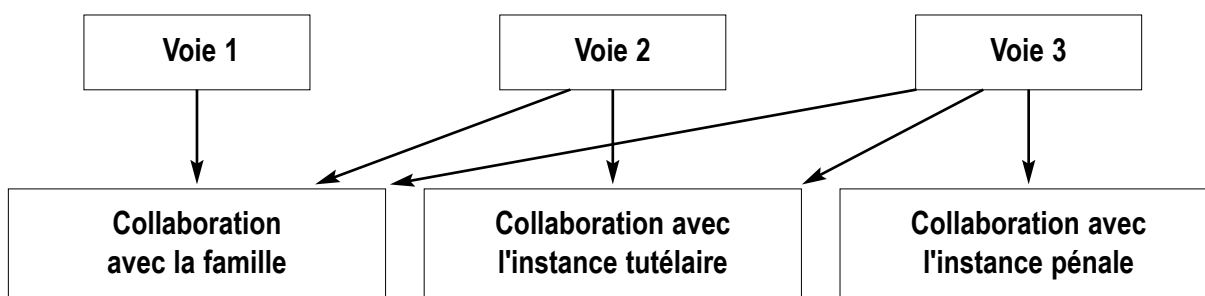 Voie 1
Voie 2
Voie 3
Collaboration
avec la famille
Collaboration avec
l'instance tutélaire
Collaboration avec
l'instance pénale